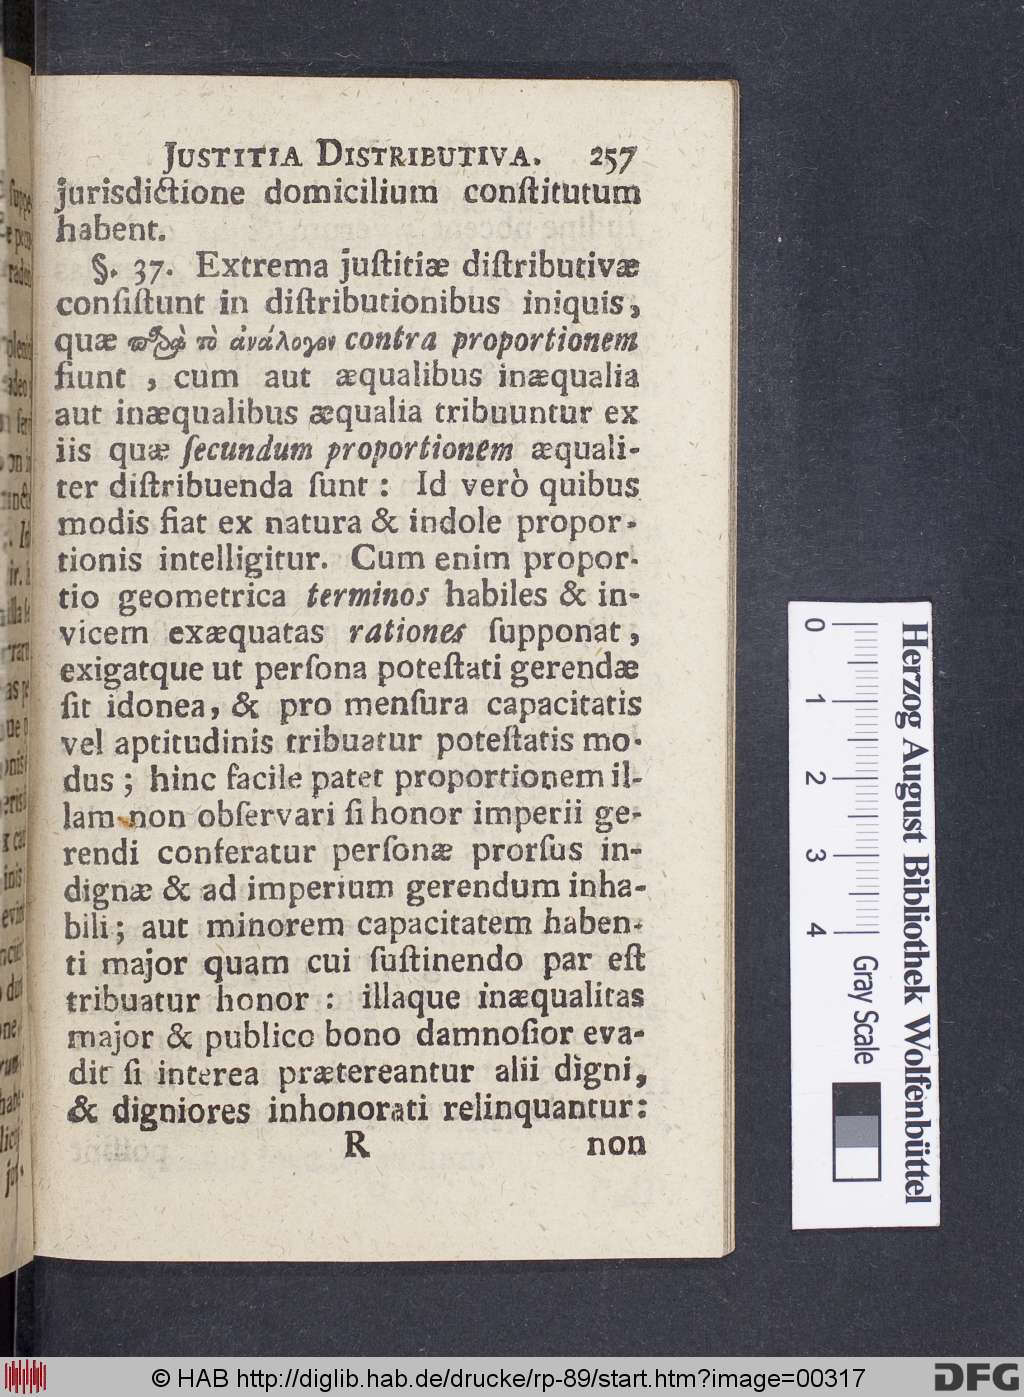 JUSTITIA DISTRIBUTIVA. 257
jurisdictione domicilium conſtitutum
habent.
§. 37. Extrema juſtitiæ diſtributivæ
conſiſtunt in diſtributionibus iniquis,
quæ παρὰ τὸ ἀνάλογον contra proportionem
fiunt , cum aut æqualibus inæqualia
aut inæqualibus æqualia tribuuntur ex
iis quæ ſecundum proportionem æquali-
ter diſtribuenda ſunt : Id verò quibus
modis fiat ex natura & indole propor-
tionis intelligitur. Cum enim propor-
tio geometrica terminos habiles & in-
vicem exæquatas rationes ſupponat,
exigatque ut perſona poteſtati gerendæ
ſit idonea, & pro menſura capacitatis
vel aptitudinis tribuatur poteſtatis mo-
dus ; hinc facile patet proportionem il-
lam non obſervari ſi honor imperii ge-
rendi conferatur perſonæ prorſus in-
dignæ & ad imperium gerendum inha-
bili ; aut minorem capacitatem haben-
ti major quam cui ſuſtinendo par eſt
tribuatur honor : illaque inæqualitas
major & publico bono damnoſior eva-
dit ſi interea prætereantur alii digni,
& digniores inhonorati relinquantur:
R non
0 1 2 3 4
Gray Scale
Herzog August Bibliothek Wolfenbüttel
© HAB http://diglib.hab.de/drucke/rp-89/start.htm?image=00317
DFG